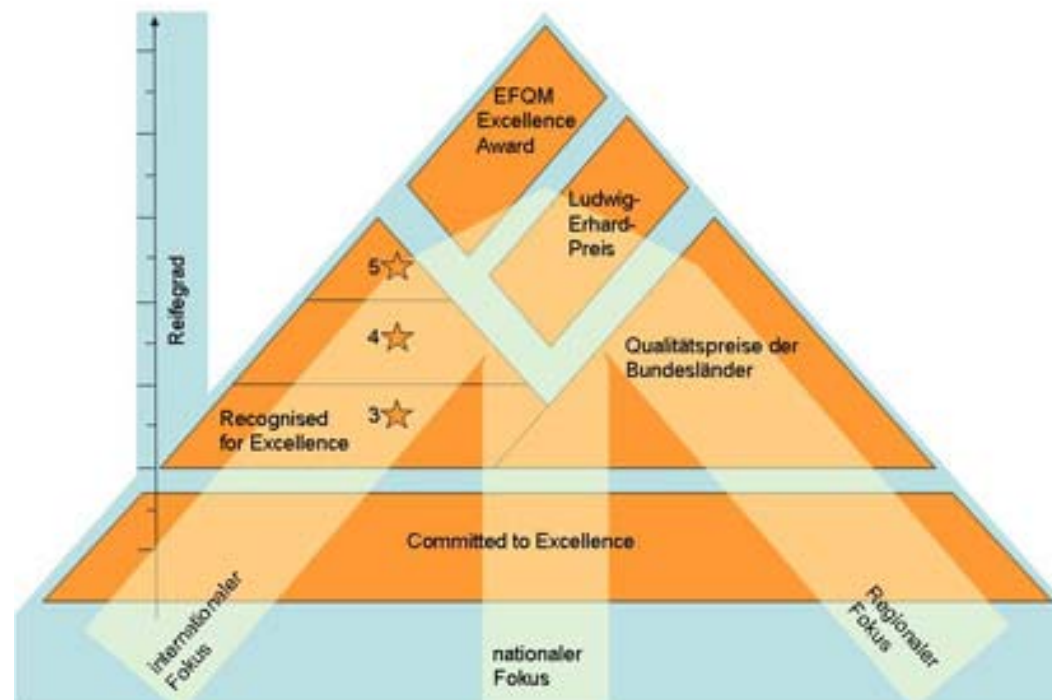 EFQM
Excellence
Award
Ludwig-
Erhard-
Preis
Reifegrad
5
4
Qualitätspreise der
Bundesländer
Recognised
for Excellence
3
Committed to Excellence
internationaler
Fokus
nationaler
Fokus
Regionaler
Fokus